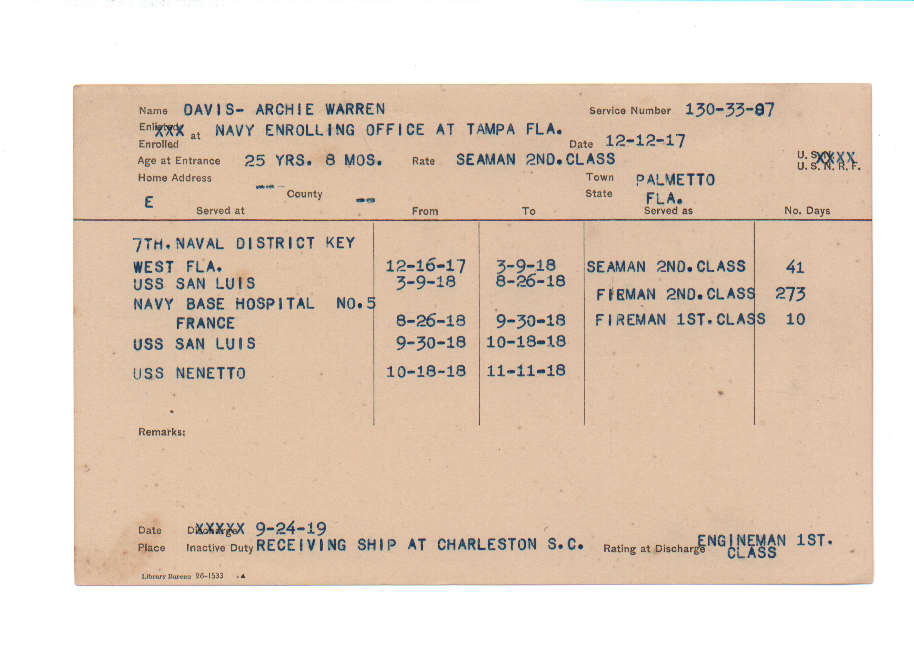 Name DAVIS- ARCHIE WARREN Service Number 130-33-87
Enlisted XXX at NAVY ENROLLING OFFICE AT TAMPA FLA.
Enrolled Date 12-12-17
Age at Entrance 25 YRS. 8 MOS. Rate SEAMAN 2ND.CLASS U.S. XXXX
U.S.N.R.F.
Home Address -- County -- Town PALMETTO
E State FLA.
Served at From To Served as No. Days
7TH. NAVAL DISTRICT KEY
WEST FLA. 12-16-17 3-9-18 SEAMAN 2ND.CLASS 41
USS SAN LUIS 3-9-18 8-26-18
FIEMAN 2ND.CLASS 273
NAVY BASE HOSPITAL NO.5
FRANCE 8-26-18 9-30-18 FIREMAN 1ST.CLASS 10
USS SAN LUIS 9-30-18 10-18-18
USS NENETTO 10-18-18 11-11-18
Remarks:
Date Discharge XXXXX 9-24-19
Place Inactive Duty RECEIVING SHIP AT CHARLESTON S.C. Rating at Discharge ENGINEMAN 1ST.
CLASS
Library Bureau 26-1533